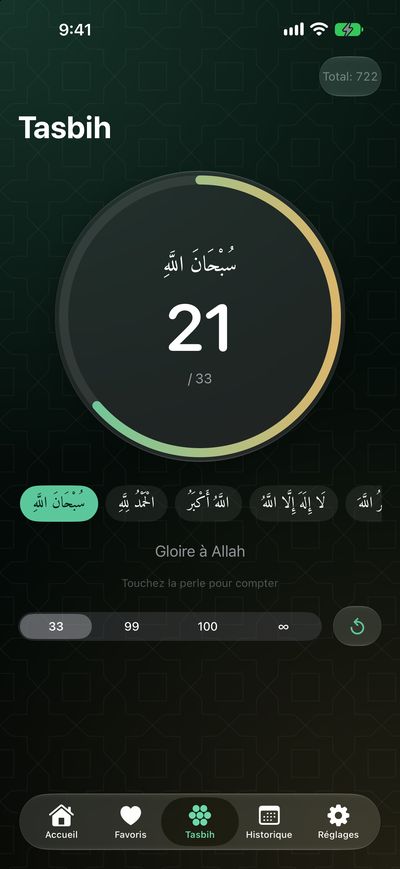 9:41
Total: 722
Tasbih
سُبْحَانَ اللَّهِ
21
/ 33
سُبْحَانَ اللَّهِ الْحَمْدُ لِلَّهِ اللَّهُ أَكْبَرُ لَا إِلَهَ إِلَّا اللَّهُ
Gloire à Allah
Touchez la perle pour compter
33 99 100 ∞
Accueil Favoris Tasbih Historique Réglages